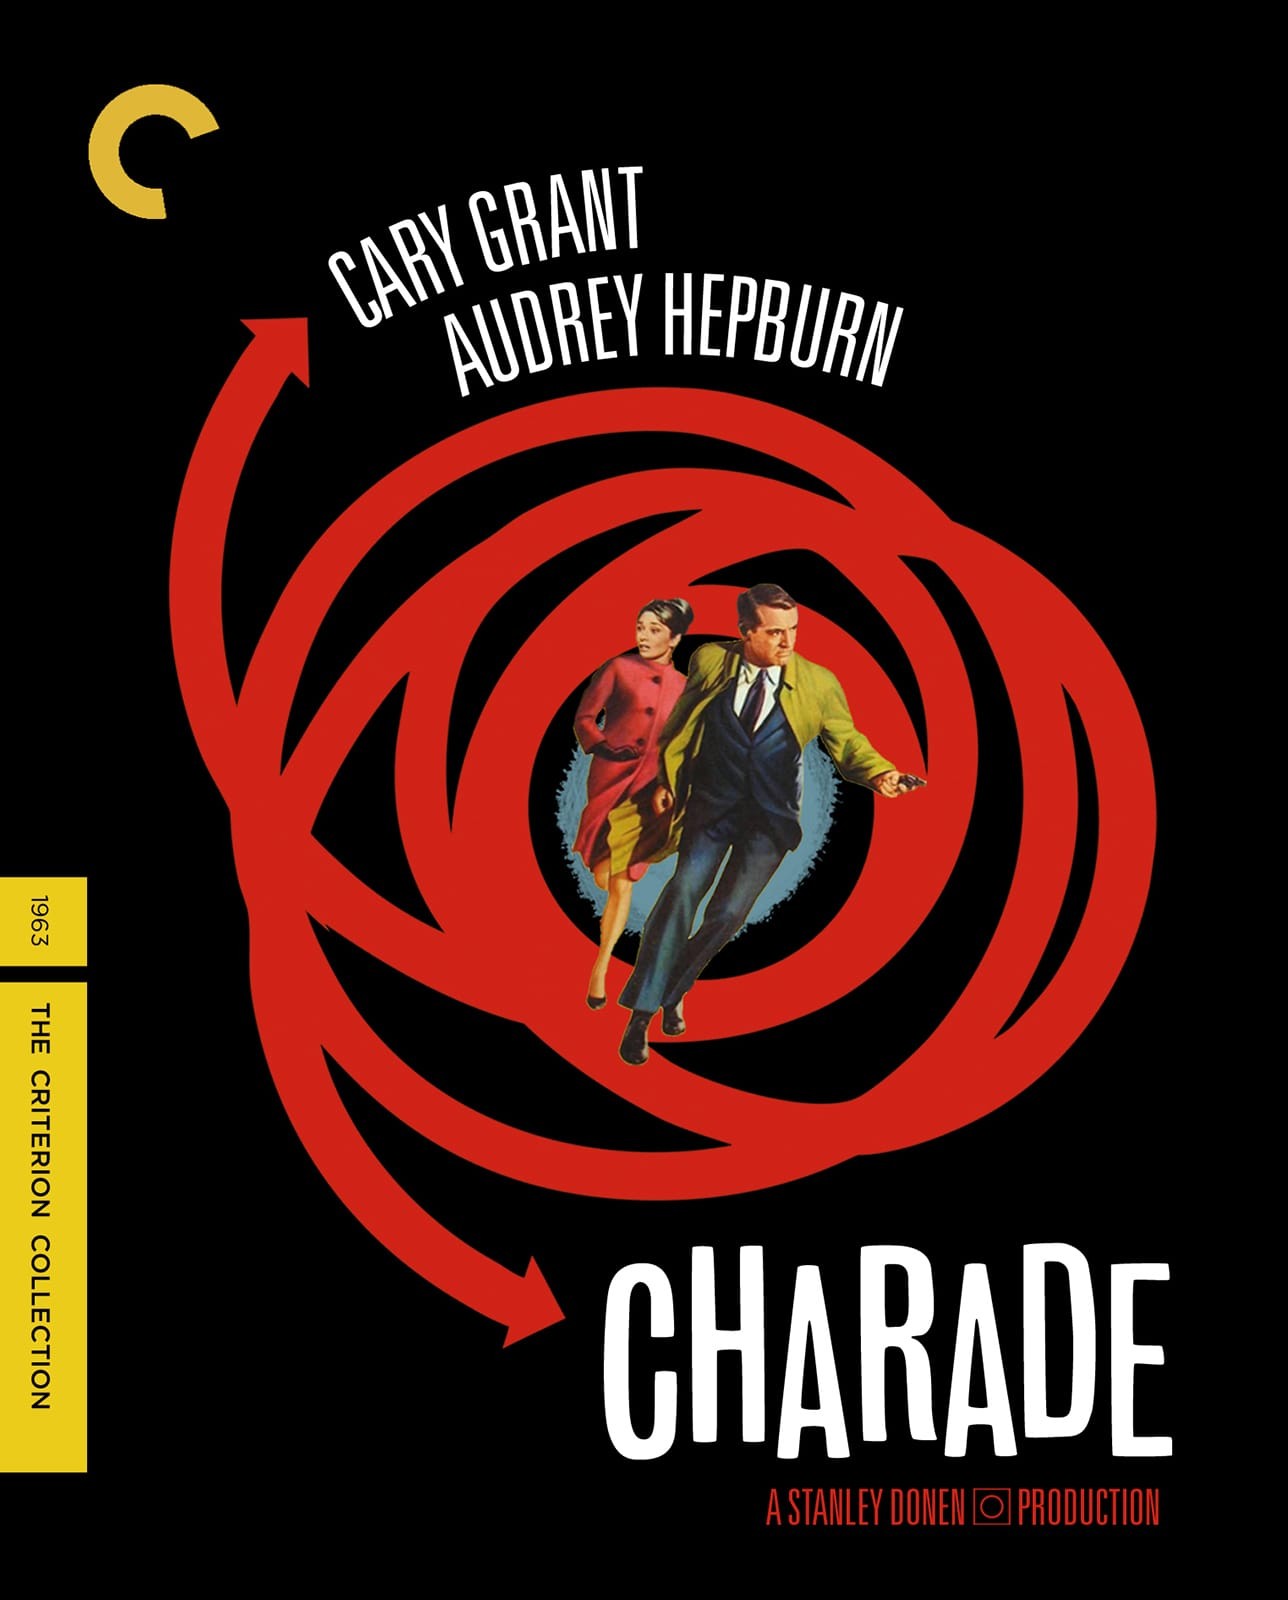 CARY GRANT
AUDREY HEPBURN
1963
THE CRITERION COLLECTION
CHARADE
A STANLEY DONEN PRODUCTION